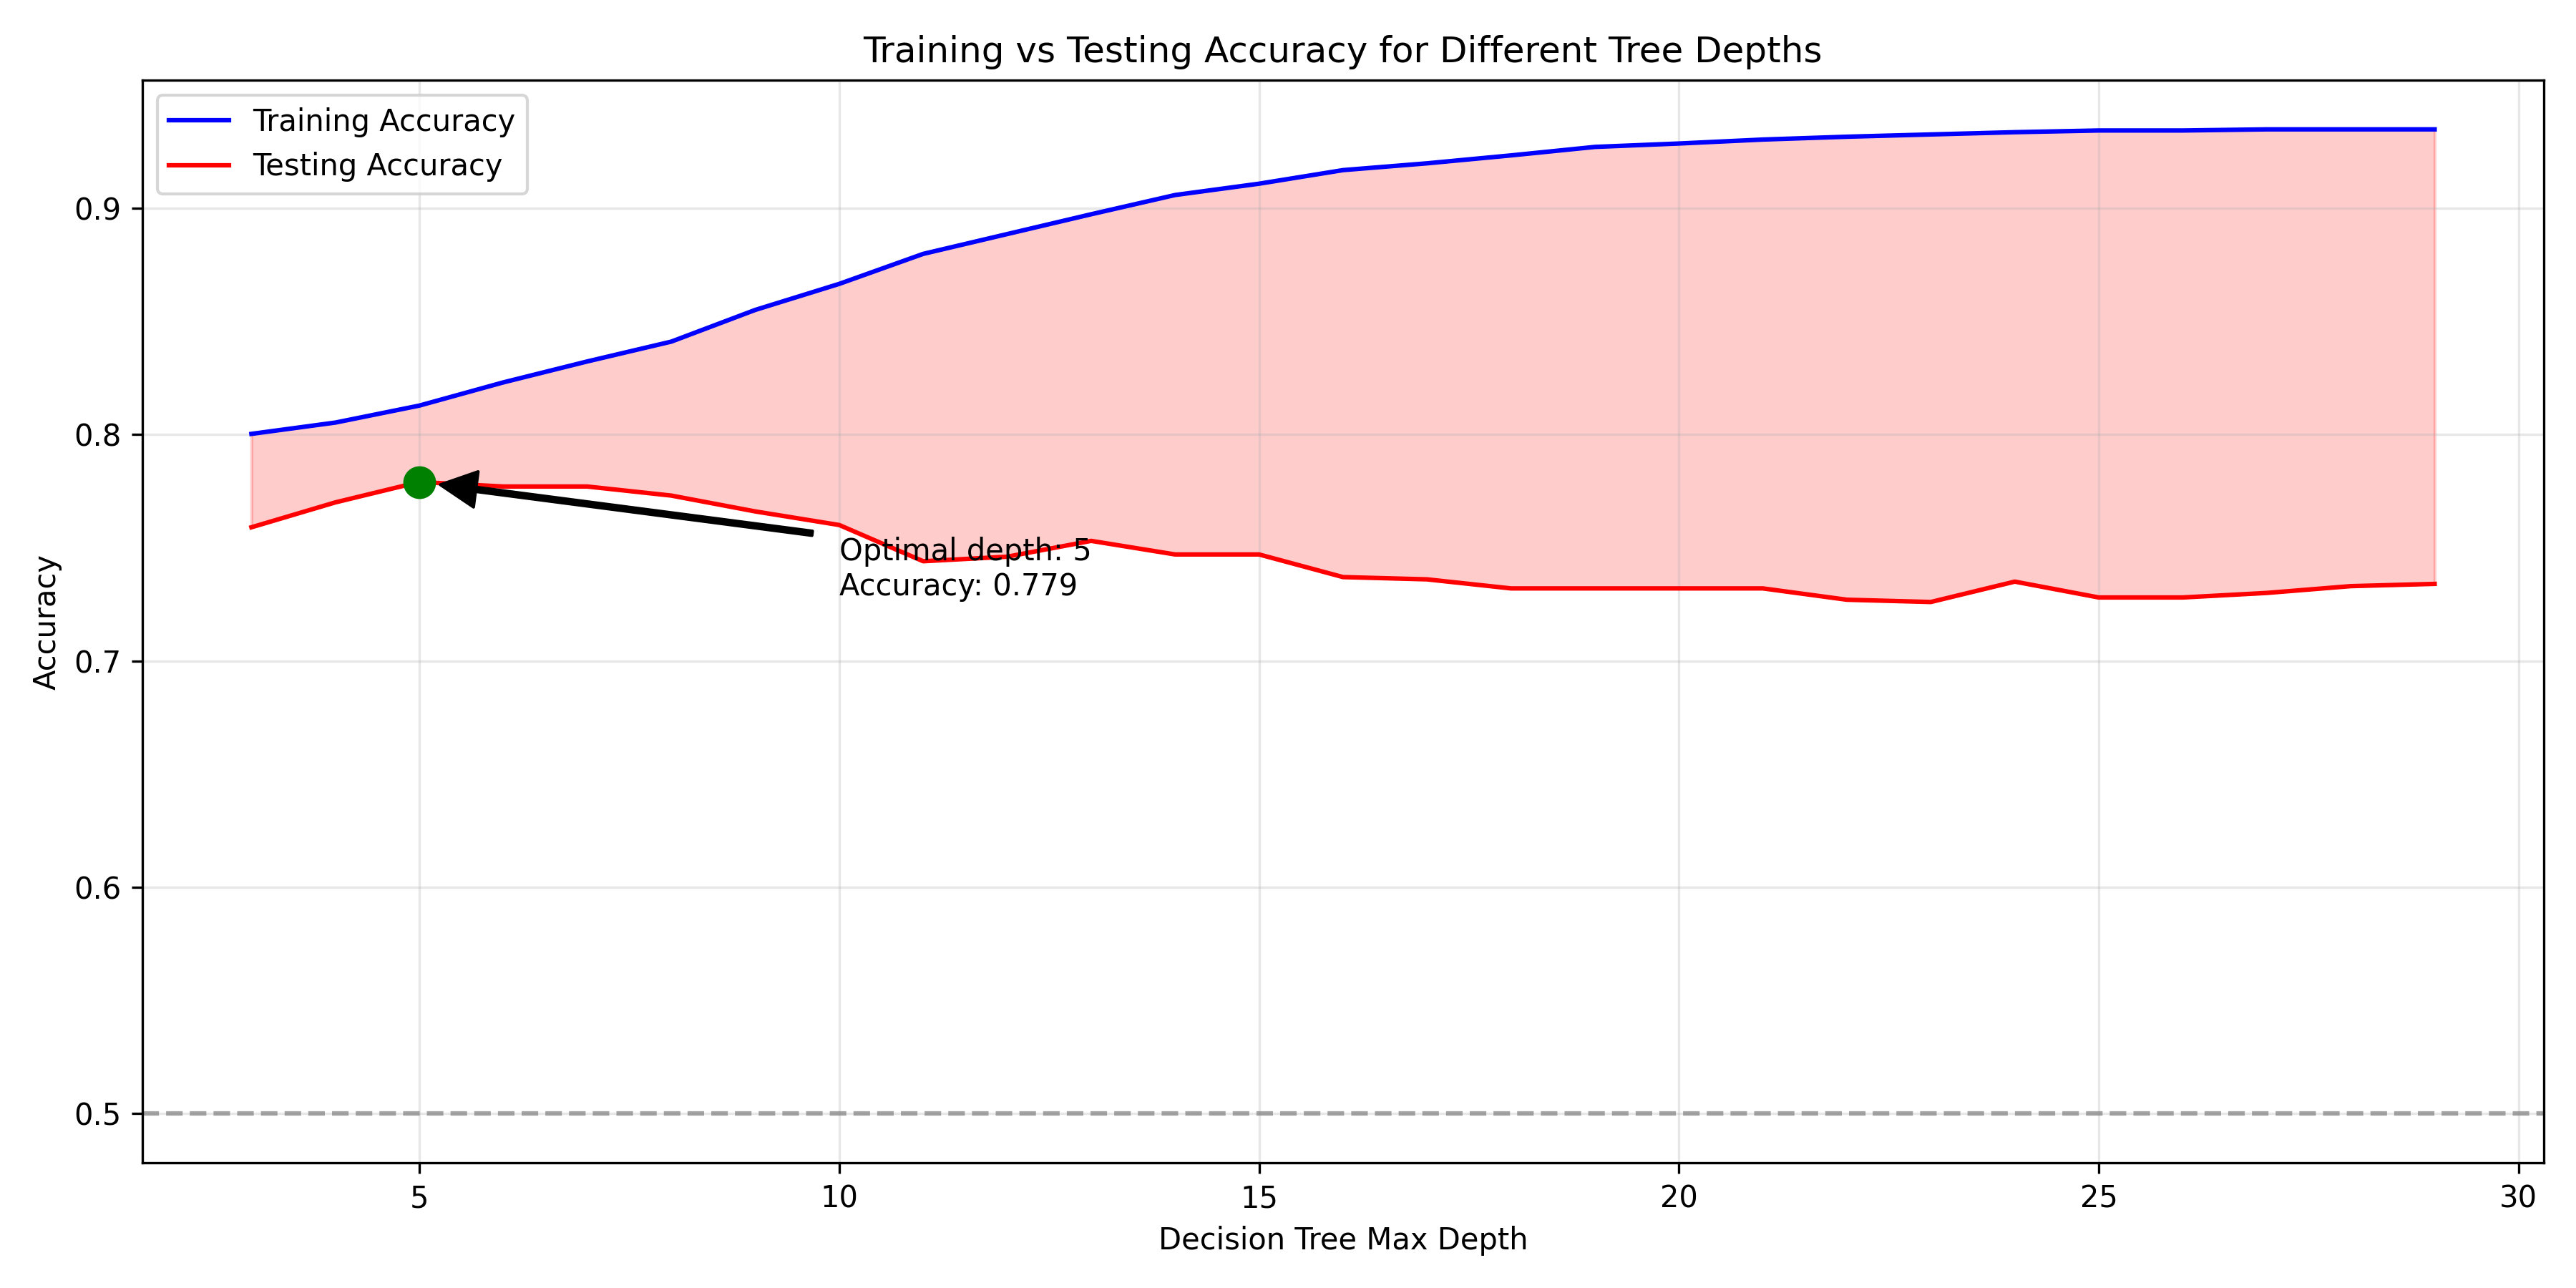 Training vs Testing Accuracy for Different Tree Depths
Training Accuracy
Testing Accuracy
Accuracy
0.9
0.8
0.7
0.6
0.5
Optimal depth: 5
Accuracy: 0.779
5
10
15
20
25
30
Decision Tree Max Depth